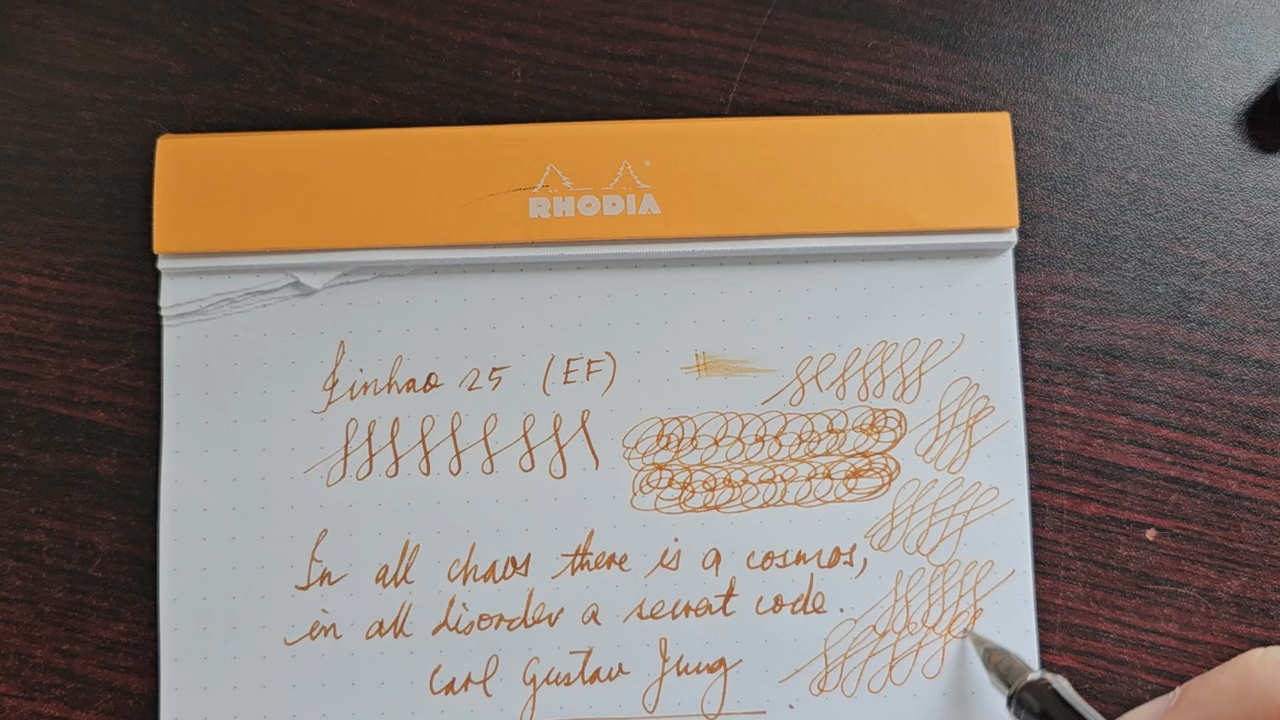 RHODIA
Jinhao 25 (EF)
In all chaos there is a cosmos,
in all disorder a secret code.
Carl Gustav Jung